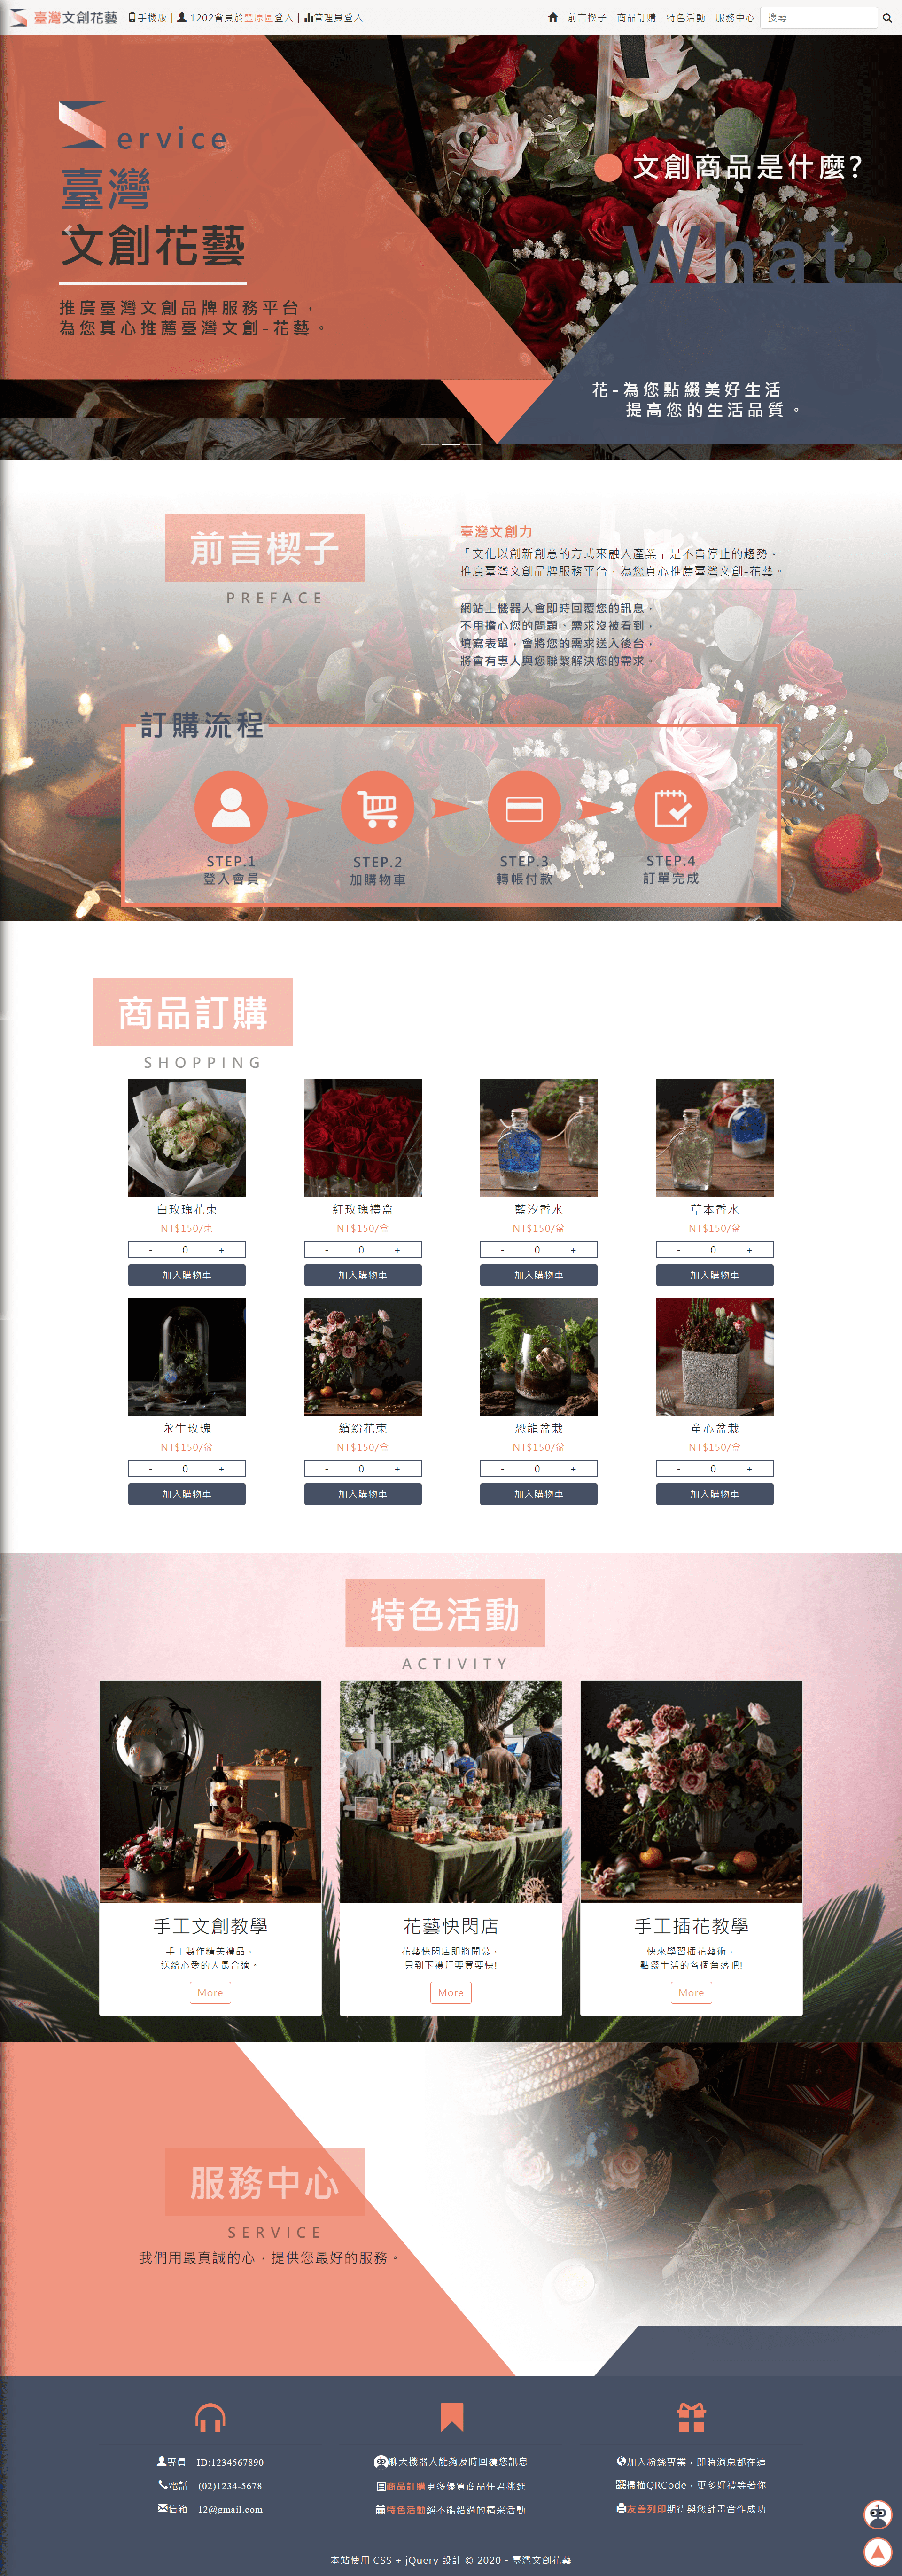 臺灣文創花藝 手機版 | 1202會員於豐原區登入 | 管理員登入 前言楔子 商品訂購 特色活動 服務中心 搜尋
ervice
臺灣
文創花藝
推廣臺灣文創品牌服務平台，
為您真心推薦臺灣文創-花藝。
文創商品是什麼?
What
花-為您點綴美好生活
提高您的生活品質。
前言楔子
PREFACE
臺灣文創力
「文化以創新創意的方式來融入產業」是不會停止的趨勢。
推廣臺灣文創品牌服務平台，為您真心推薦臺灣文創-花藝。
網站上機器人會即時回覆您的訊息，
不用擔心您的問題、需求沒被看到，
填寫表單，會將您的需求送入後台，
將會有專人與您聯繫解決您的需求。
訂購流程
STEP.1 STEP.2 STEP.3 STEP.4
登入會員 加購物車 轉帳付款 訂單完成
商品訂購
SHOPPING
白玫瑰花束 紅玫瑰禮盒 藍汐香水 草本香水
NT$150/束 NT$150/盒 NT$150/盆 NT$150/盆
- 0 + - 0 + - 0 + - 0 +
加入購物車 加入購物車 加入購物車 加入購物車
永生玫瑰 繽紛花束 恐龍盆栽 童心盆栽
NT$150/盆 NT$150/盒 NT$150/盆 NT$150/盒
- 0 + - 0 + - 0 + - 0 +
加入購物車 加入購物車 加入購物車 加入購物車
特色活動
ACTIVITY
手工文創教學 花藝快閃店 手工插花教學
手工製作精美禮品， 花藝快閃店即將開幕， 快來學習插花藝術，
送給心愛的人最合適。 只到下禮拜要買要快! 點綴生活的各個角落吧!
More More More
服務中心
SERVICE
我們用最真誠的心，提供您最好的服務。
專員 ID:1234567890 聊天機器人能夠及時回覆您訊息 加入粉絲專業，即時消息都在這
電話 (02)1234-5678 商品訂購更多優質商品任君挑選 掃描QRCode，更多好禮等著你
信箱 12@gmail.com 特色活動絕不能錯過的精采活動 友善列印期待與您計畫合作成功
本站使用 CSS + jQuery 設計 © 2020 - 臺灣文創花藝